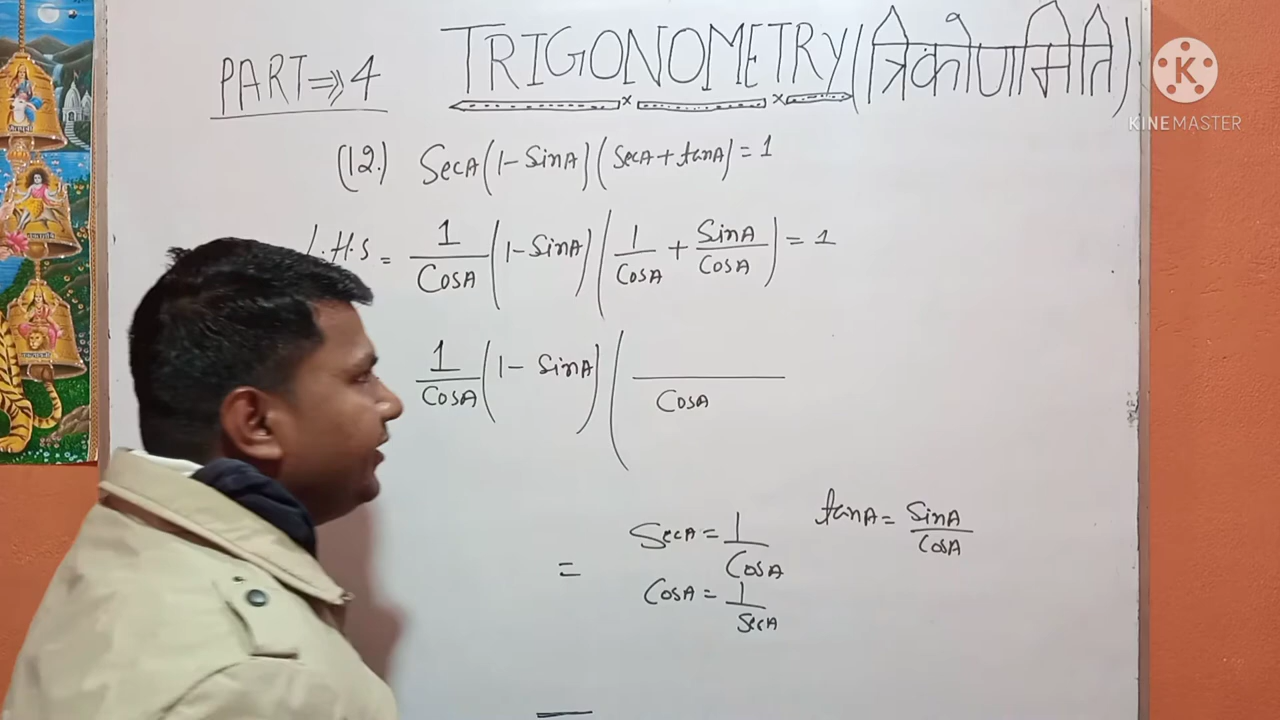 TRIGONOMETRY (त्रिकोणमिति)
PART ⇒ 4
KINEMASTER
(12.) SecA (1 - SinA) (SecA + tanA) = 1
L.H.S = 1/CosA (1 - SinA) (1/CosA + SinA/CosA) = 1
1/CosA (1 - SinA) ( /CosA
SecA = 1/CosA tanA = SinA/CosA
=
CosA = 1/SecA